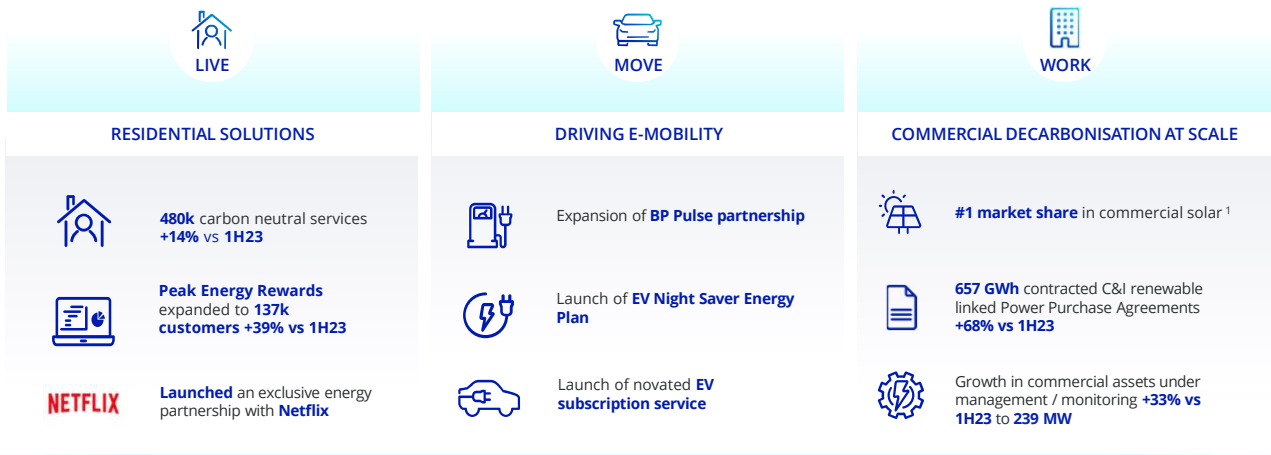 LIVE
RESIDENTIAL SOLUTIONS
480k carbon neutral services
+14% vs 1H23
Peak Energy Rewards
expanded to 137k
customers +39% vs 1H23
NETFLIX
Launched an exclusive energy
partnership with Netflix
MOVE
DRIVING E-MOBILITY
Expansion of BP Pulse partnership
Launch of EV Night Saver Energy
Plan
Launch of novated EV
subscription service
WORK
COMMERCIAL DECARBONISATION AT SCALE
#1 market share in commercial solar 1
657 GWh contracted C&I renewable
linked Power Purchase Agreements
+68% vs 1H23
Growth in commercial assets under
management / monitoring +33% vs
1H23 to 239 MW